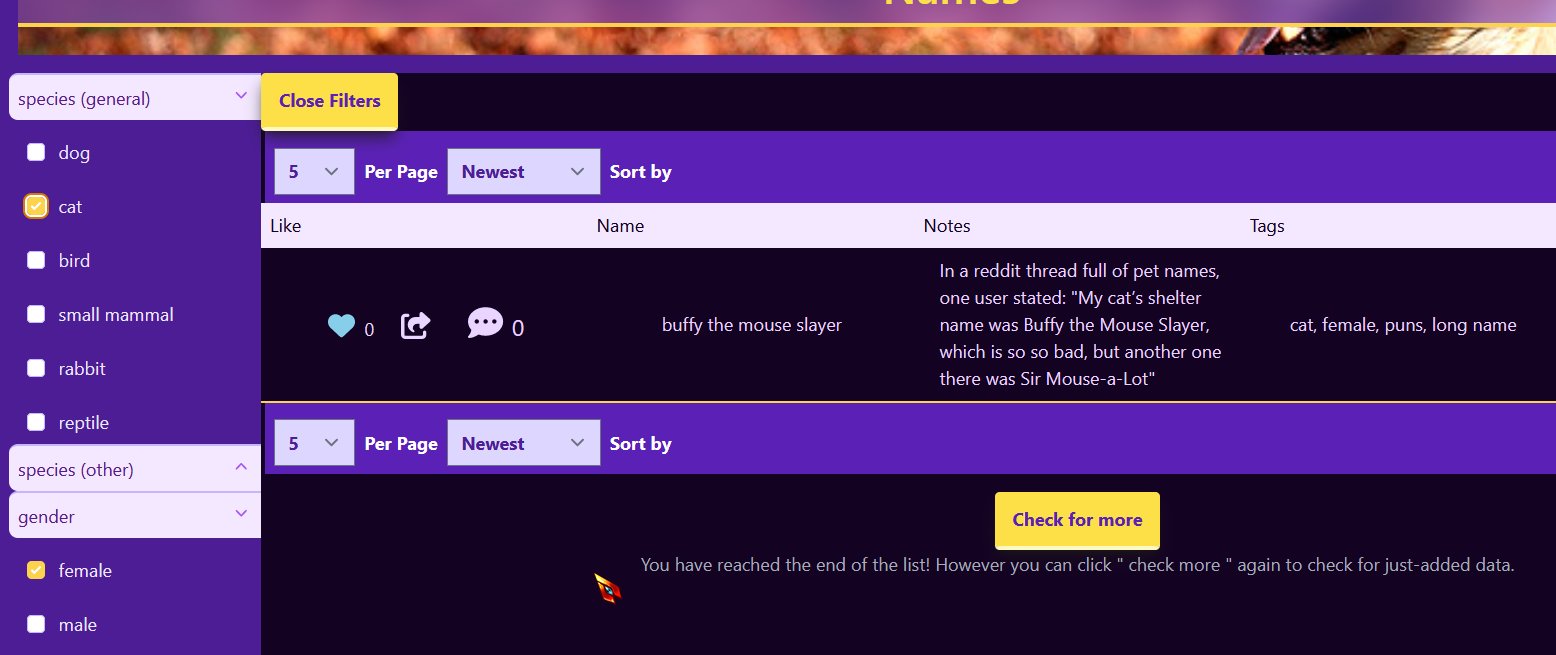 Names
species (general)
Close Filters
dog
5
Per Page
Newest
Sort by
cat
Like
Name
Notes
Tags
bird
small mammal
rabbit
reptile
0
0
buffy the mouse slayer
In a reddit thread full of pet names,
one user stated: "My cat’s shelter
name was Buffy the Mouse Slayer,
which is so so bad, but another one
there was Sir Mouse-a-Lot"
cat, female, puns, long name
5
Per Page
Newest
Sort by
species (other)
gender
female
male
Check for more
You have reached the end of the list! However you can click " check more " again to check for just-added data.